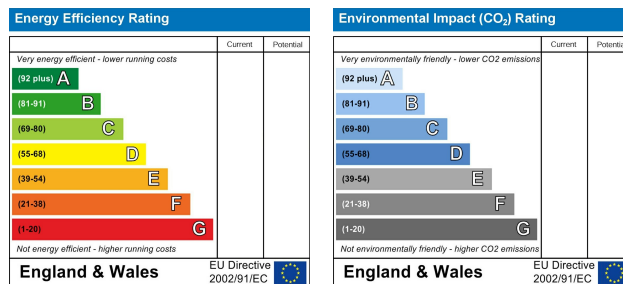 Energy Efficiency Rating
Current Potential
Very energy efficient - lower running costs
(92 plus) A
(81-91) B
(69-80) C
(55-68) D
(39-54) E
(21-38) F
(1-20) G
Not energy efficient - higher running costs
England & Wales
EU Directive
2002/91/EC
Environmental Impact (CO₂) Rating
Current Potential
Very environmentally friendly - lower CO2 emissions
(92 plus) A
(81-91) B
(69-80) C
(55-68) D
(39-54) E
(21-38) F
(1-20) G
Not environmentally friendly - higher CO2 emissions
England & Wales
EU Directive
2002/91/EC